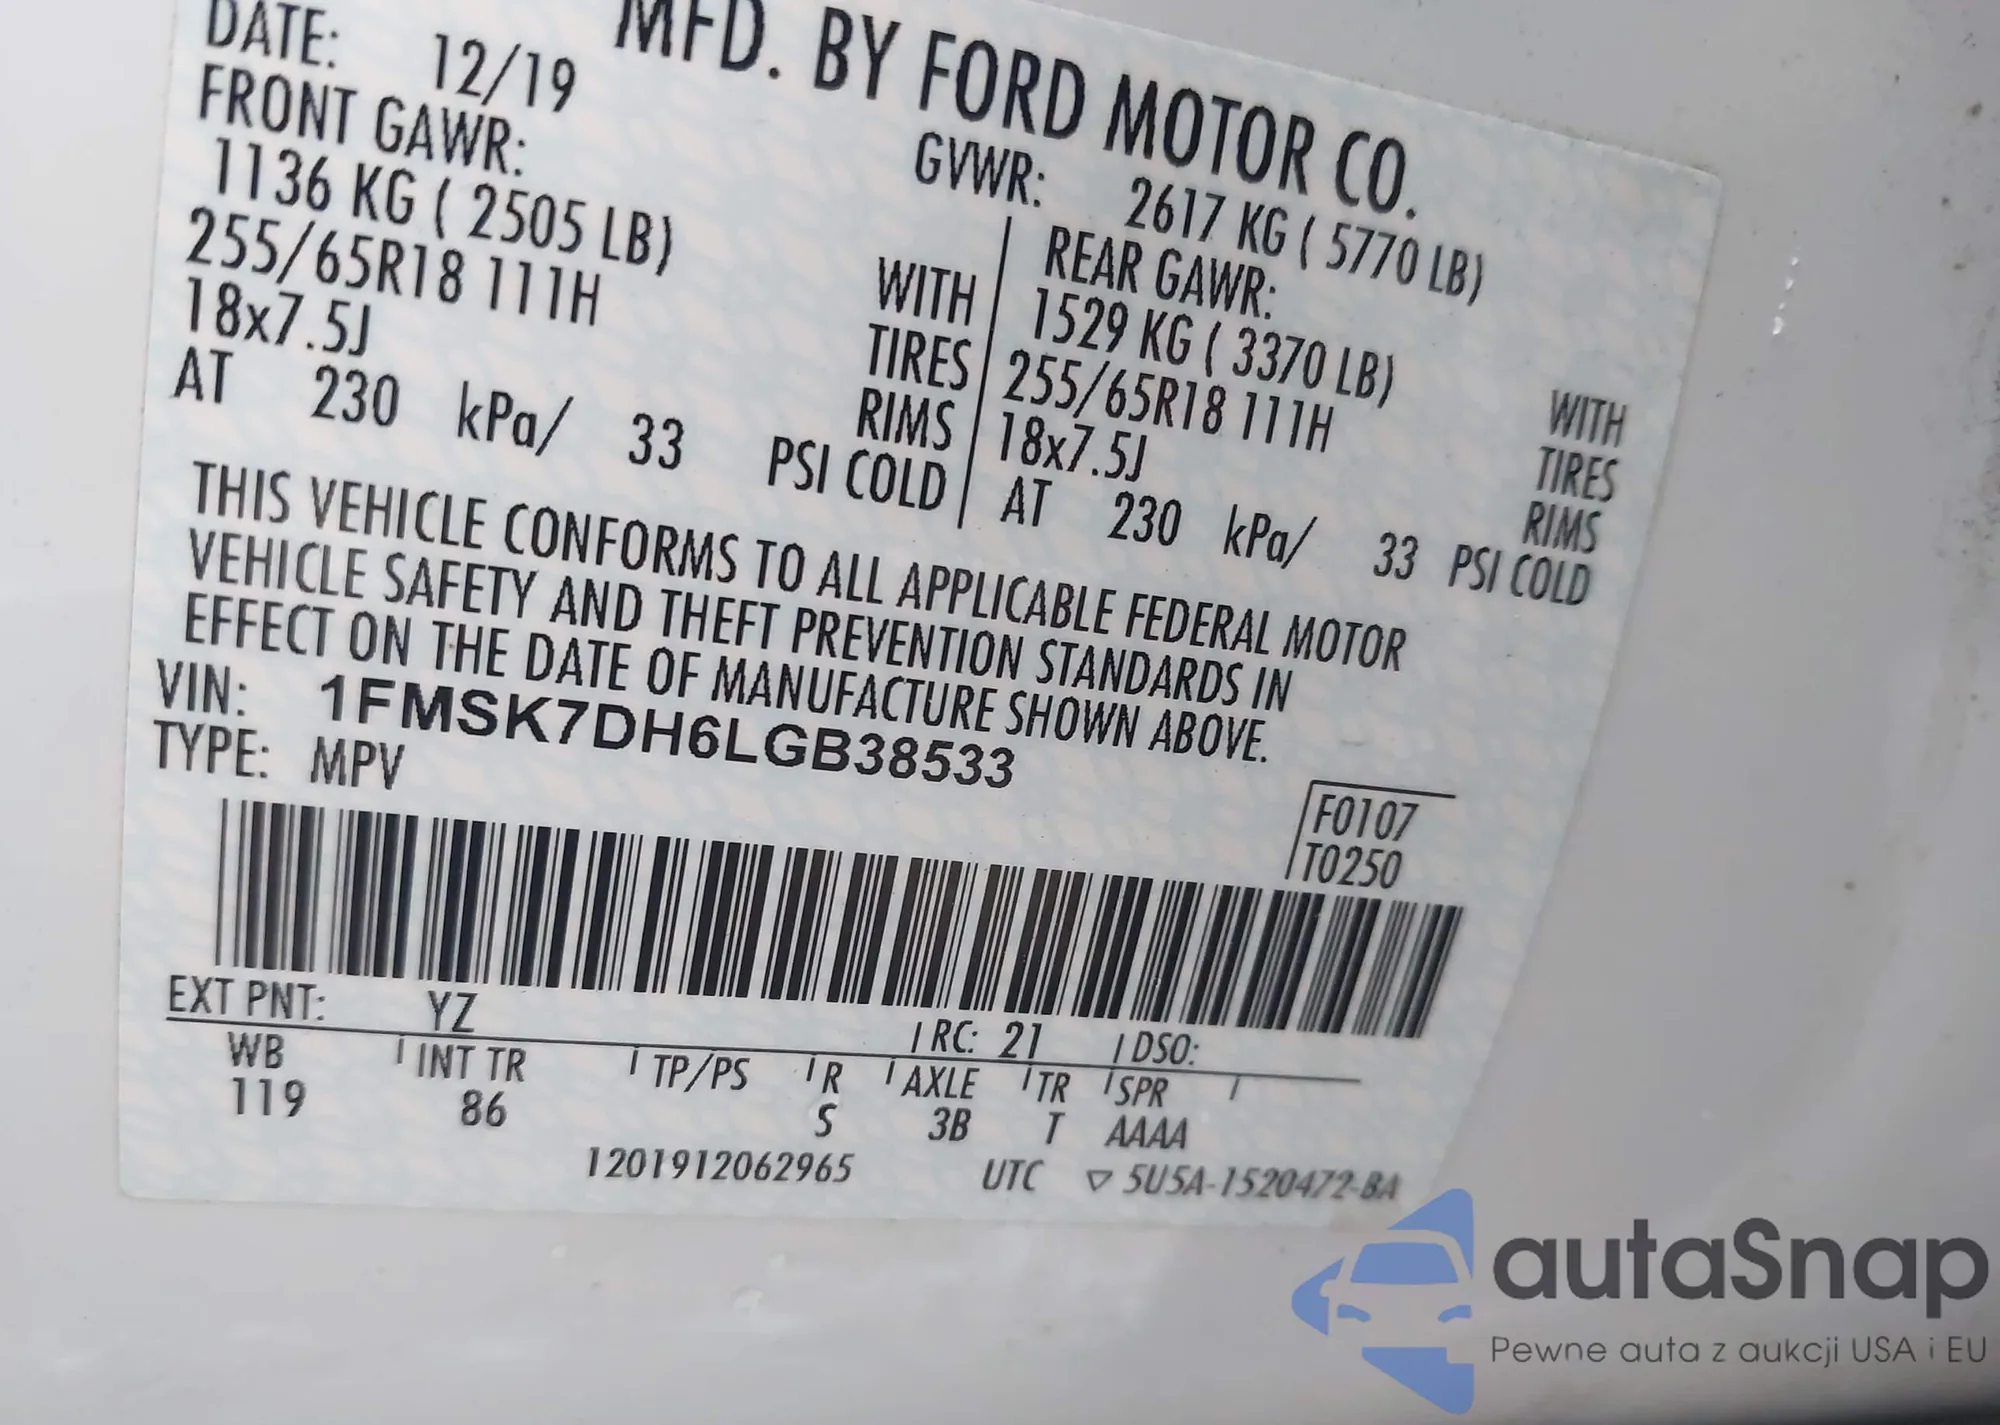 MFD. BY FORD MOTOR CO.
DATE: 12/19
GVWR: 2617 KG ( 5770 LB)
FRONT GAWR:
1136 KG ( 2505 LB)
255/65R18 111H
18x7.5J
AT 230 kPa/ 33
WITH
TIRES
RIMS
PSI COLD
REAR GAWR:
1529 KG ( 3370 LB)
255/65R18 111H
18x7.5J
AT 230 kPa/ 33
WITH
TIRES
RIMS
PSI COLD
THIS VEHICLE CONFORMS TO ALL APPLICABLE FEDERAL MOTOR
VEHICLE SAFETY AND THEFT PREVENTION STANDARDS IN
EFFECT ON THE DATE OF MANUFACTURE SHOWN ABOVE.
VIN: 1FMSK7DH6LGB38533
TYPE: MPV
F0107
T0250
EXT PNT: YZ RC: 21 DSO:
WB INT TR TP/PS R AXLE TR SPR
119 86 S 3B T AAAA
1201912062965 UTC ▽ 5U5A-1520472-BA
autaSnap
Pewne auta z aukcji USA i EU